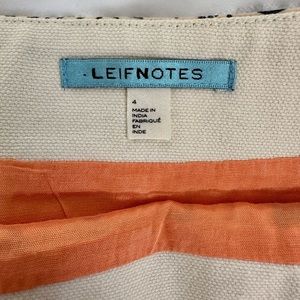 LEIFNOTES
4
MADE IN
INDIA
FABRIQUÉ
EN
INDE